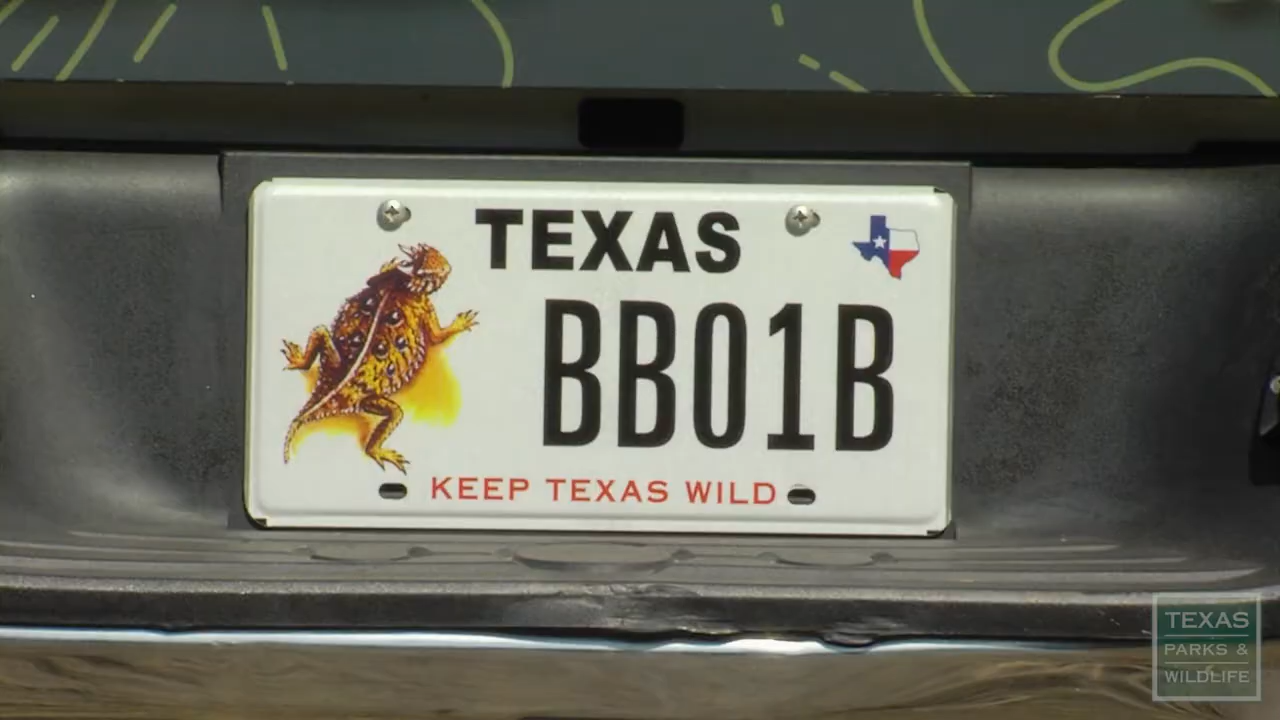 TEXAS
BB01B
KEEP TEXAS WILD
TEXAS
PARKS &
WILDLIFE